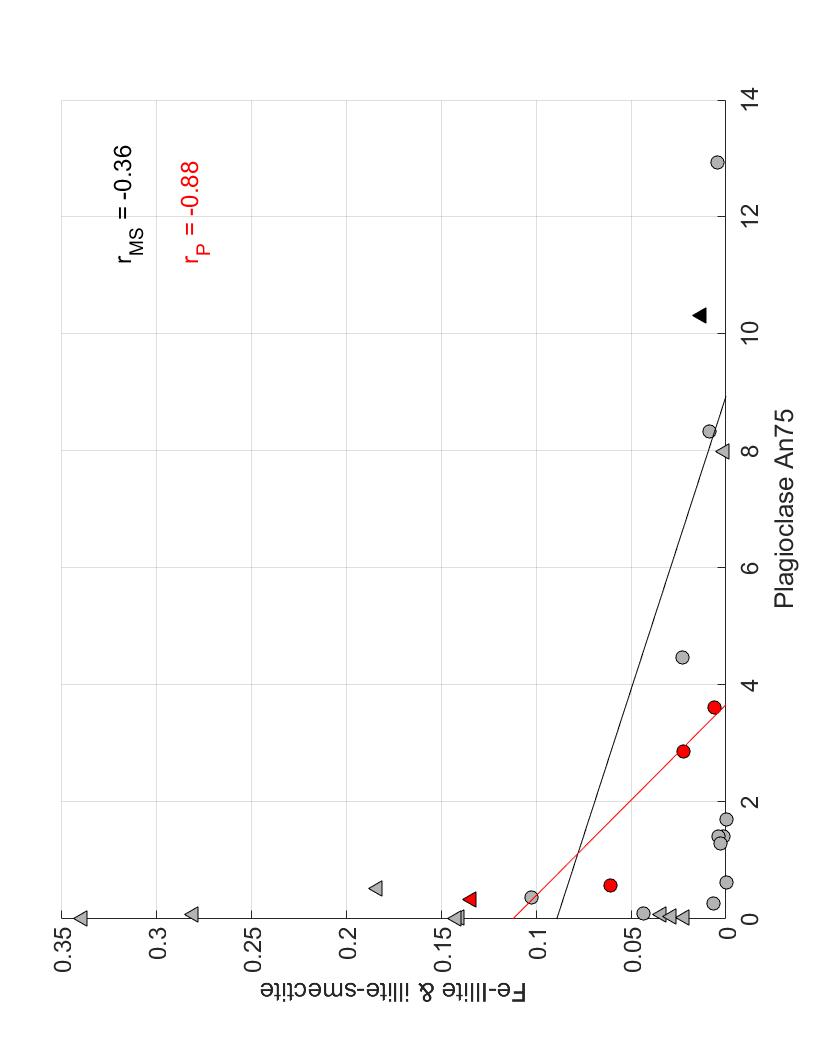 0.35
0.3
0.25
0.2
0.15
0.1
0.05
0
0 2 4 6 8 10 12 14
Fe-Illite & illite-smectite
Plagioclase An75
r_MS = -0.36
r_P = -0.88